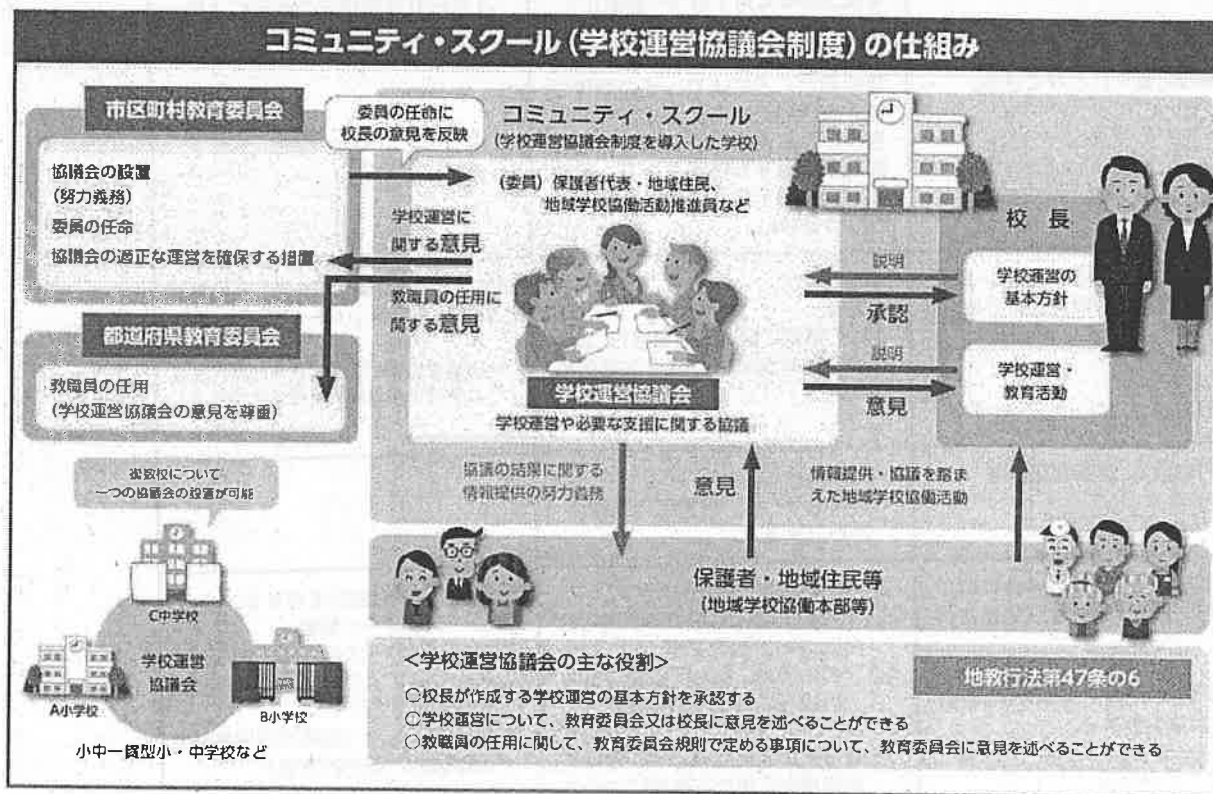 コミュニティ・スクール(学校運営協議会制度)の仕組み
市区町村教育委員会
協議会の設置
(努力義務)
委員の任命
協議会の適正な運営を確保する措置
委員の任命に
校長の意見を反映
都道府県教育委員会
教職員の任用
(学校運営協議会の意見を尊重)
コミュニティ・スクール
(学校運営協議会制度を導入した学校)
(委員) 保護者代表・地域住民、
地域学校協働活動推進員など
学校運営に
関する意見
教職員の任用に
関する意見
学校運営協議会
学校運営や必要な支援に関する協議
校長
説明
承認
学校運営の
基本方針
説明
意見
学校運営・
教育活動
協議の結果に関する
情報提供の努力義務
意見
情報提供・協議を踏ま
えた地域学校協働活動
保護者・地域住民等
(地域学校協働本部等)
複数校について
一つの協議会の設置が可能
C中学校
学校運営
協議会
A小学校
B小学校
小中一貫型小・中学校など
<学校運営協議会の主な役割>
地教行法第47条の6
○校長が作成する学校運営の基本方針を承認する
○学校運営について、教育委員会又は校長に意見を述べることができる
○教職員の任用に関して、教育委員会規則で定める事項について、教育委員会に意見を述べることができる